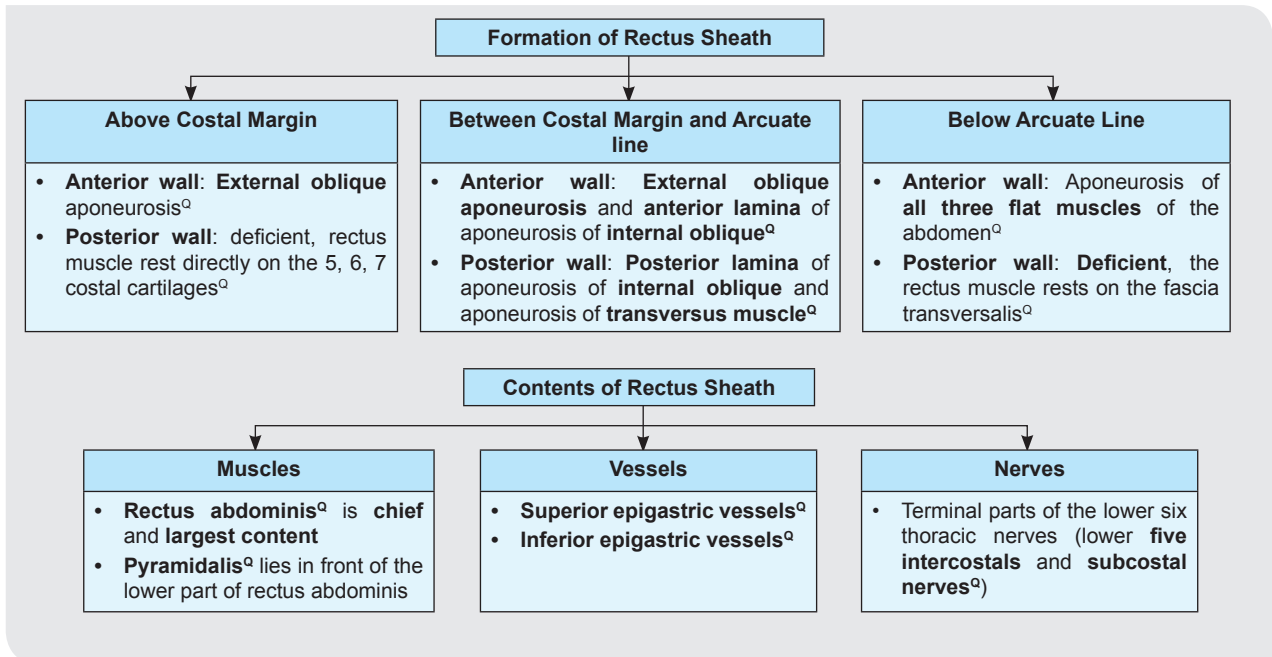 Formation of Rectus Sheath
Above Costal Margin
• Anterior wall: External oblique
aponeurosisQ
• Posterior wall: deficient, rectus
muscle rest directly on the 5, 6, 7
costal cartilagesQ
Between Costal Margin and Arcuate
line
• Anterior wall: External oblique
aponeurosis and anterior lamina of
aponeurosis of internal obliqueQ
• Posterior wall: Posterior lamina of
aponeurosis of internal oblique and
aponeurosis of transversus muscleQ
Below Arcuate Line
• Anterior wall: Aponeurosis of
all three flat muscles of the
abdomenQ
• Posterior wall: Deficient, the
rectus muscle rests on the fascia
transversalisQ
Contents of Rectus Sheath
Muscles
• Rectus abdominisQ is chief
and largest content
• PyramidalisQ lies in front of the
lower part of rectus abdominis
Vessels
• Superior epigastric vesselsQ
• Inferior epigastric vesselsQ
Nerves
• Terminal parts of the lower six
thoracic nerves (lower five
intercostals and subcostal
nervesQ)